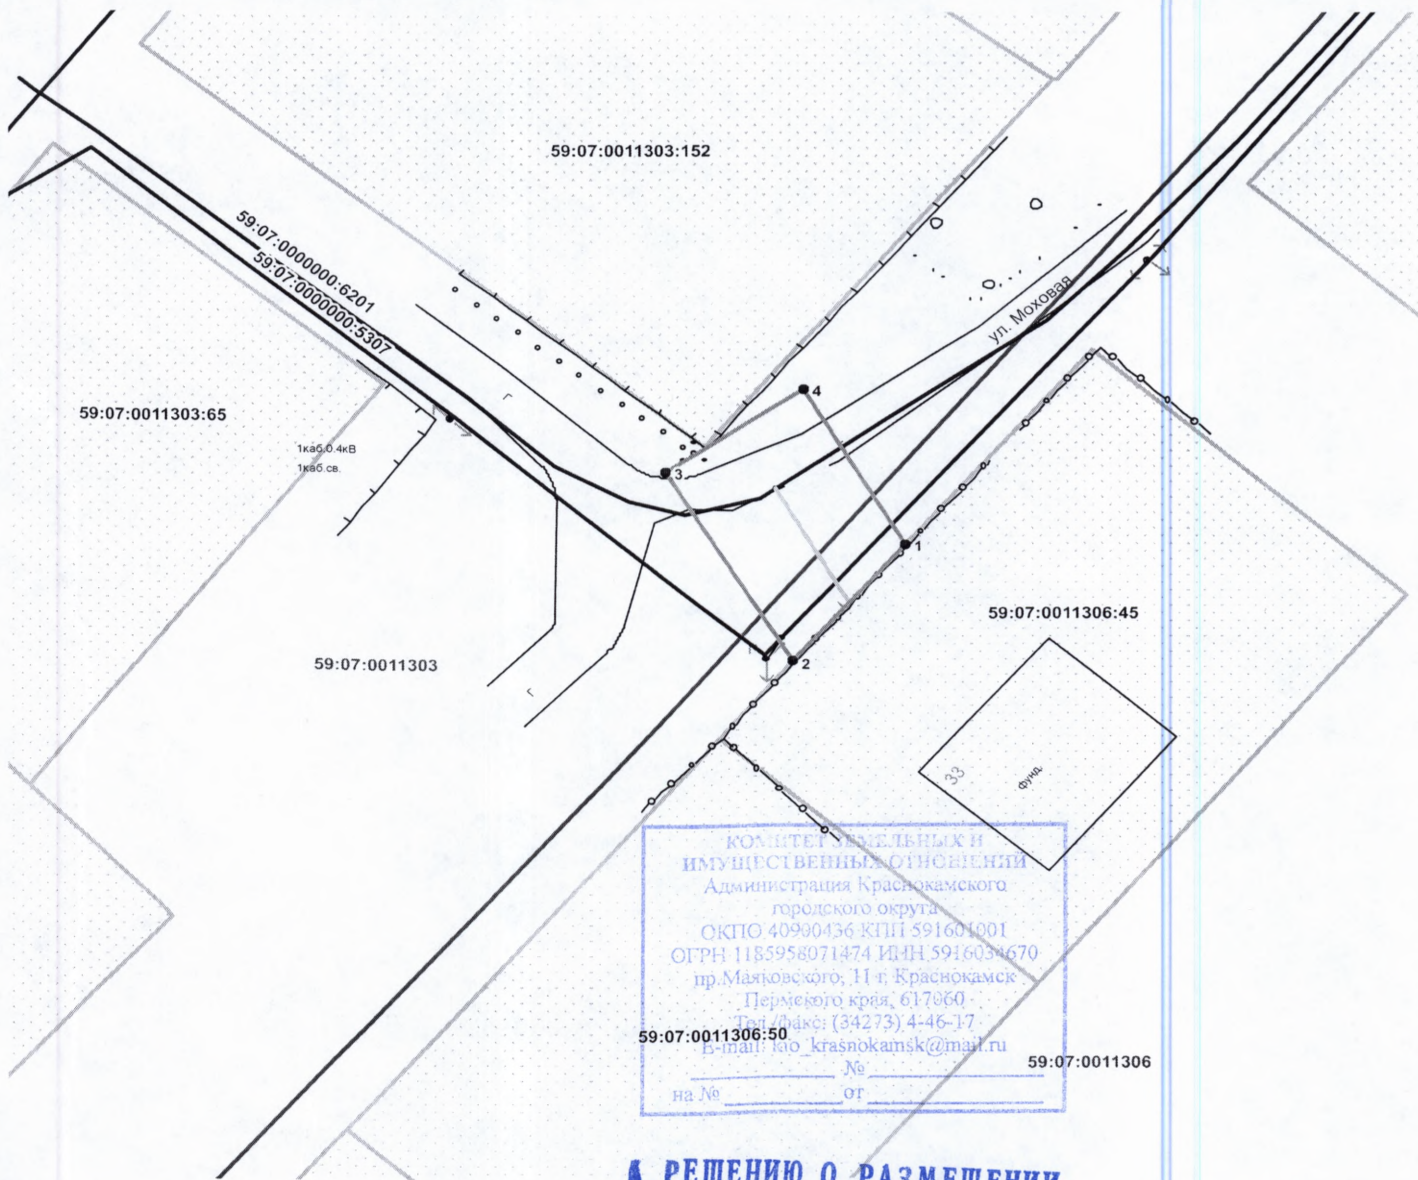 59:07:0011303:152
59:07:0000000:6201
59:07:0000000:5307
ул. Моховая
4
59:07:0011303:65
1каб.0.4кВ
1каб.св.
г
3
1
59:07:0011306:45
59:07:0011303
2
г
33
Фунд.
КОМИТЕТ ЗЕМЕЛЬНЫХ И
ИМУЩЕСТВЕННЫХ ОТНОШЕНИЙ
Администрация Краснокамского
городского округа
ОКПО 40900436 КПП 591601001
ОГРН 1185958071474 ИНН 5916034670
пр.Маяковского, 11 г. Краснокамск
Пермского края, 617060
Тел./факс: (34273) 4-46-17
59:07:0011306:50
E-mail: kio_krasnokamsk@mail.ru
59:07:0011306
№
на № от
РЕШЕНИЮ О РАЗМЕЩЕНИИ